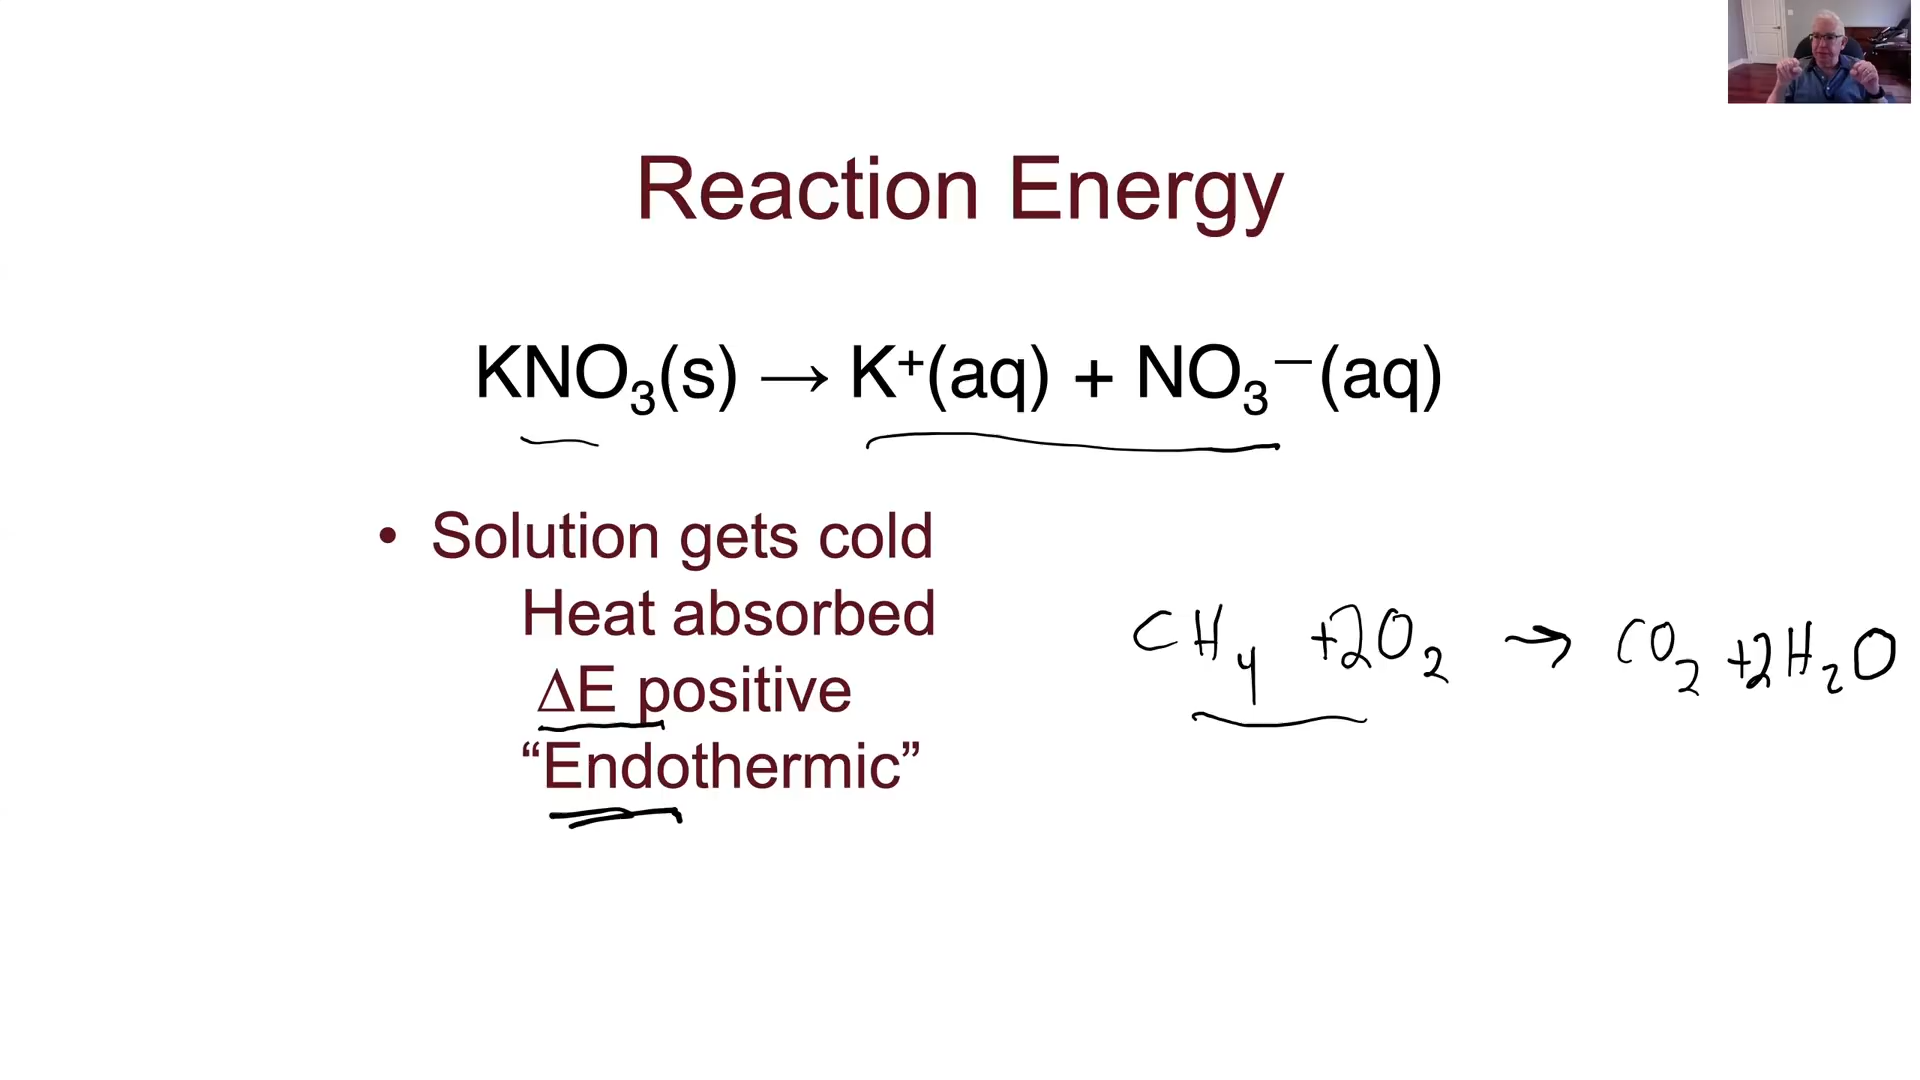 Reaction Energy
KNO₃(s) → K⁺(aq) + NO₃⁻(aq)
• Solution gets cold
Heat absorbed
CH₄ +2O₂ → CO₂ +2H₂O
ΔE positive
“Endothermic”